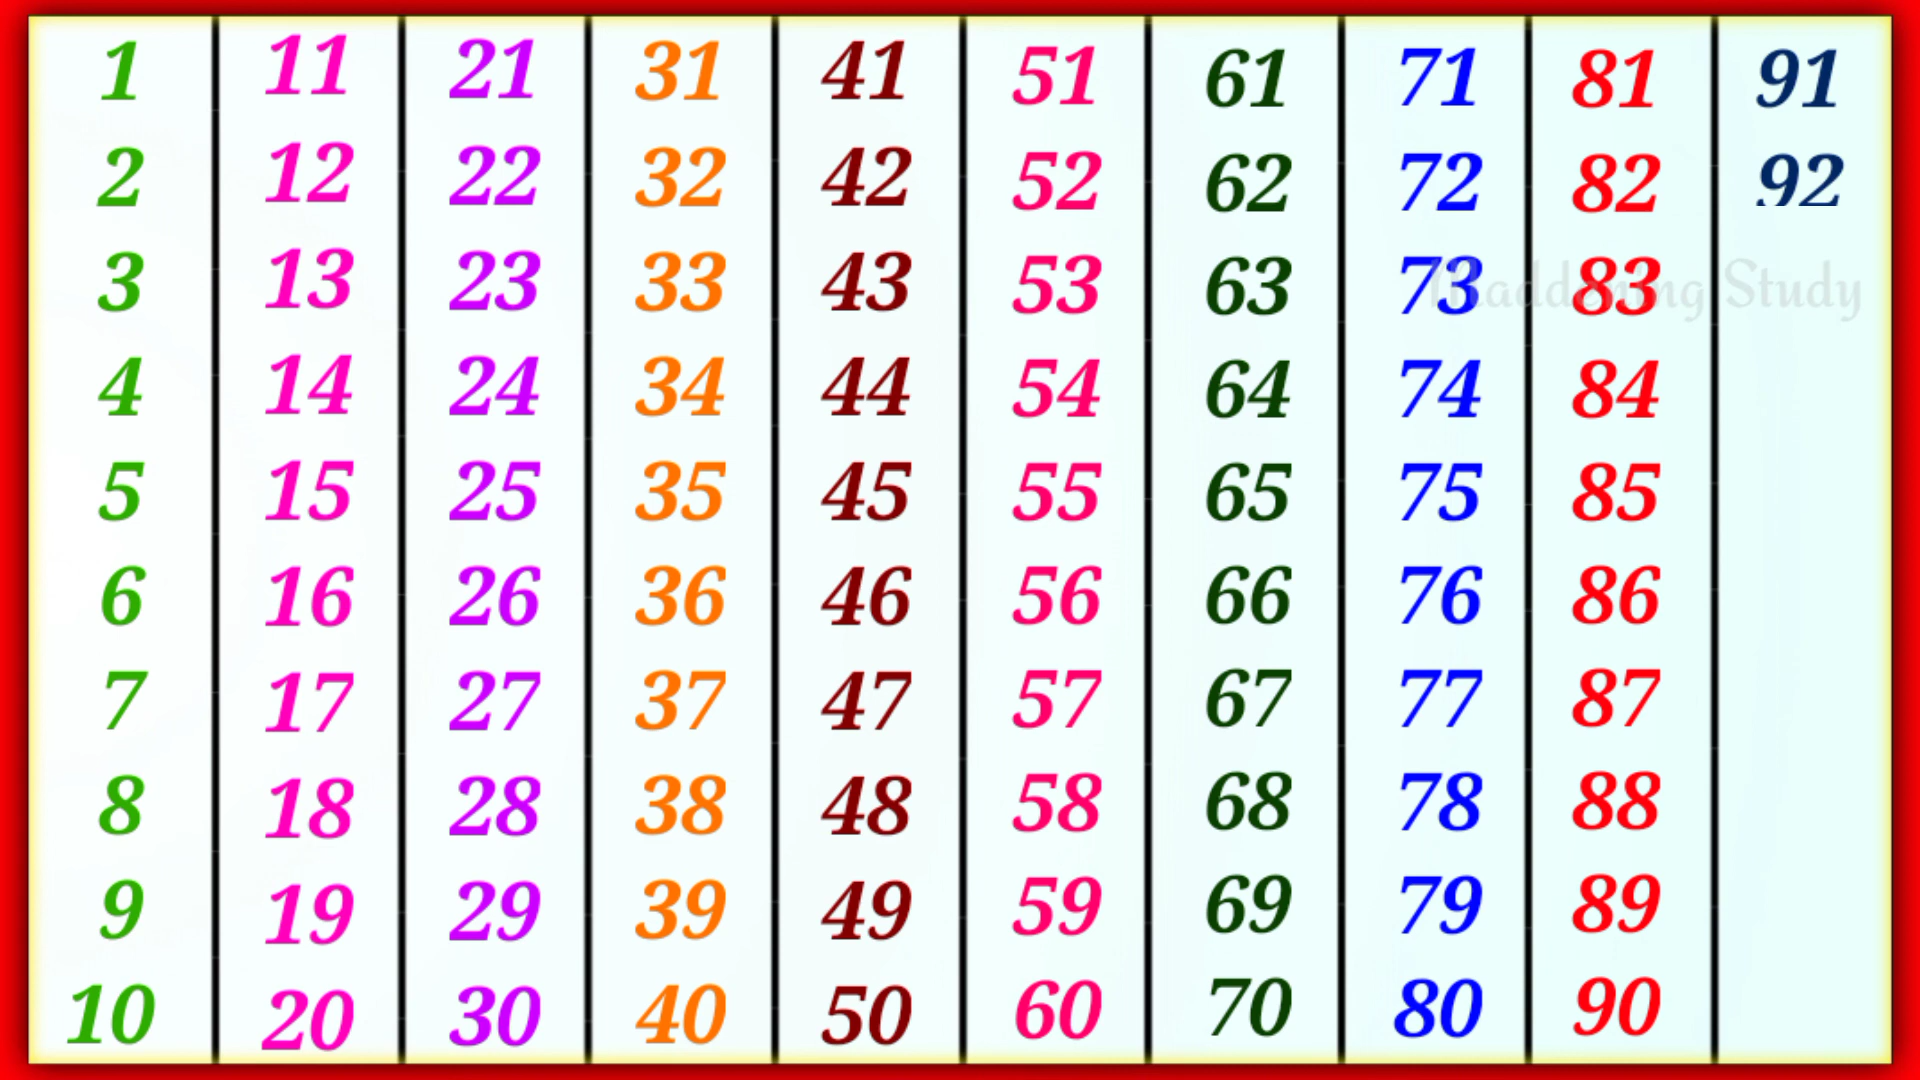 1 11 21 31 41 51 61 71 81 91
2 12 22 32 42 52 62 72 82 92
3 13 23 33 43 53 63 73 83
Maddening Study
4 14 24 34 44 54 64 74 84
5 15 25 35 45 55 65 75 85
6 16 26 36 46 56 66 76 86
7 17 27 37 47 57 67 77 87
8 18 28 38 48 58 68 78 88
9 19 29 39 49 59 69 79 89
10 20 30 40 50 60 70 80 90